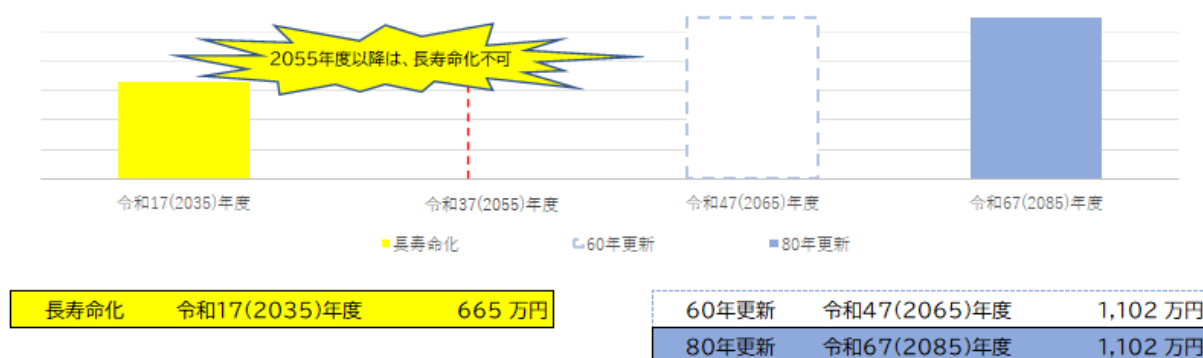 2055年度以降は、長寿命化不可
令和17(2035)年度
令和37(2055)年度
令和47(2065)年度
令和67(2085)年度
長寿命化
60年更新
80年更新
長寿命化 令和17(2035)年度 665 万円
60年更新 令和47(2065)年度 1,102 万円
80年更新 令和67(2085)年度 1,102 万円